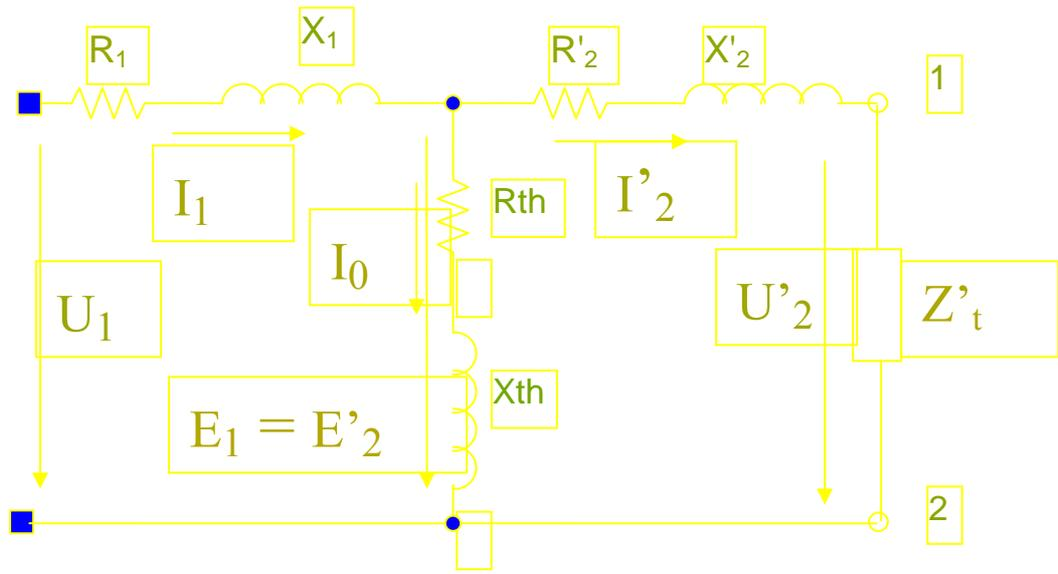 R₁
X₁
R'₂
X'₂
1
I₁
I₀
Rth
I’₂
U₁
U’₂
Z’ₜ
E₁ = E’₂
Xth
2